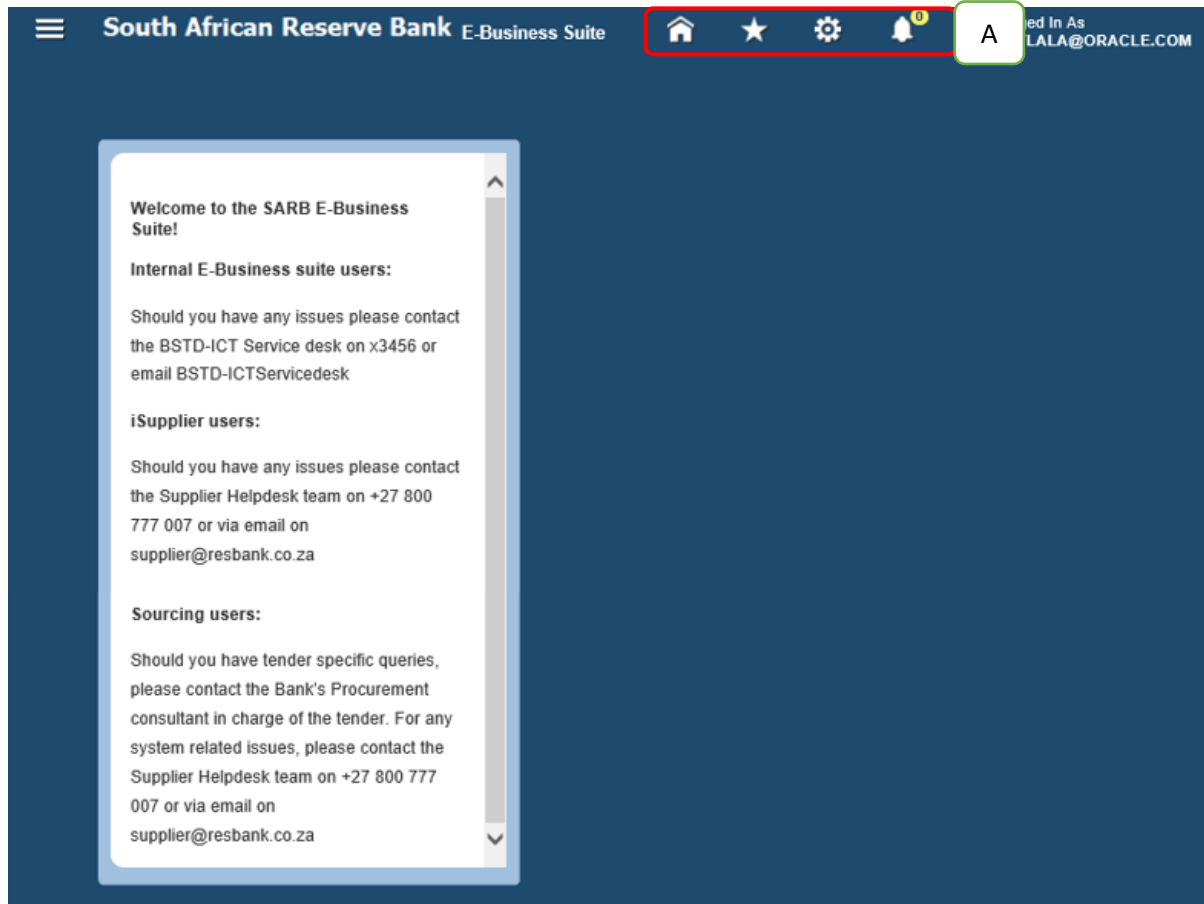 South African Reserve Bank E-Business Suite
0
A
ed In As
LALA@ORACLE.COM
Welcome to the SARB E-Business
Suite!
Internal E-Business suite users:
Should you have any issues please contact
the BSTD-ICT Service desk on x3456 or
email BSTD-ICTServicedesk
iSupplier users:
Should you have any issues please contact
the Supplier Helpdesk team on +27 800
777 007 or via email on
supplier@resbank.co.za
Sourcing users:
Should you have tender specific queries,
please contact the Bank's Procurement
consultant in charge of the tender. For any
system related issues, please contact the
Supplier Helpdesk team on +27 800 777
007 or via email on
supplier@resbank.co.za